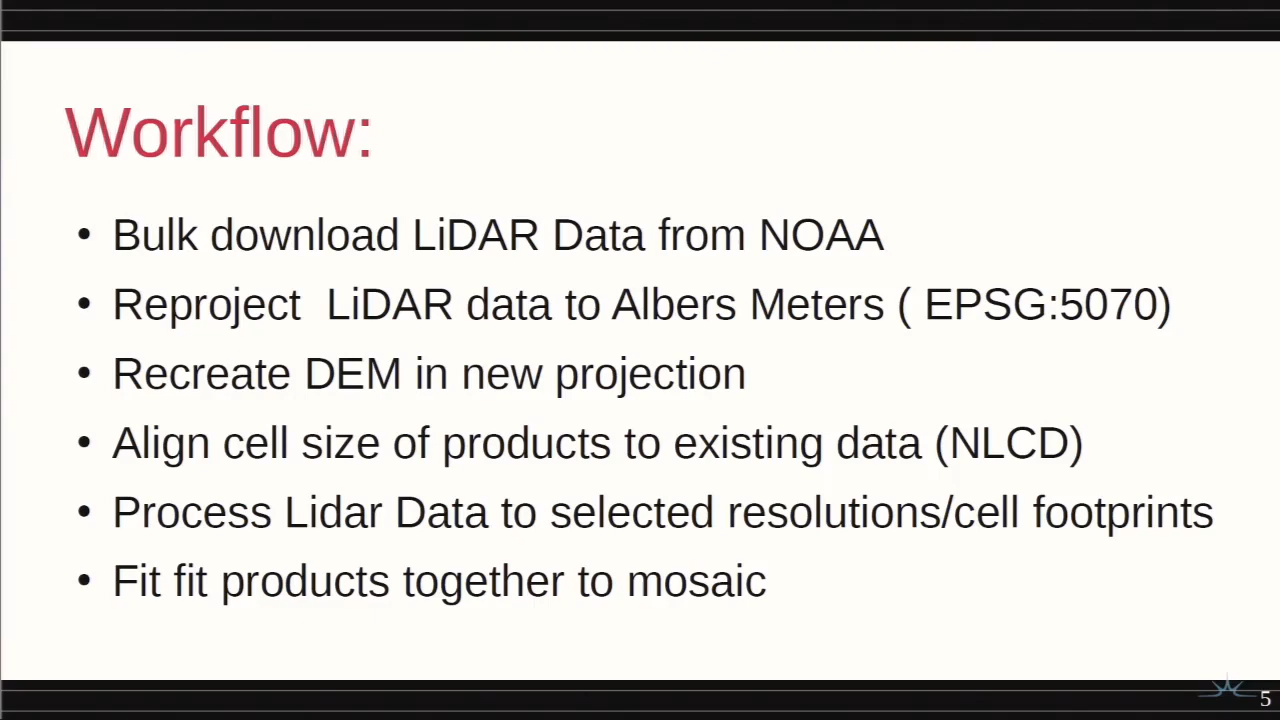 Workflow:
• Bulk download LiDAR Data from NOAA
• Reproject  LiDAR data to Albers Meters ( EPSG:5070)
• Recreate DEM in new projection
• Align cell size of products to existing data (NLCD)
• Process Lidar Data to selected resolutions/cell footprints
• Fit fit products together to mosaic
5